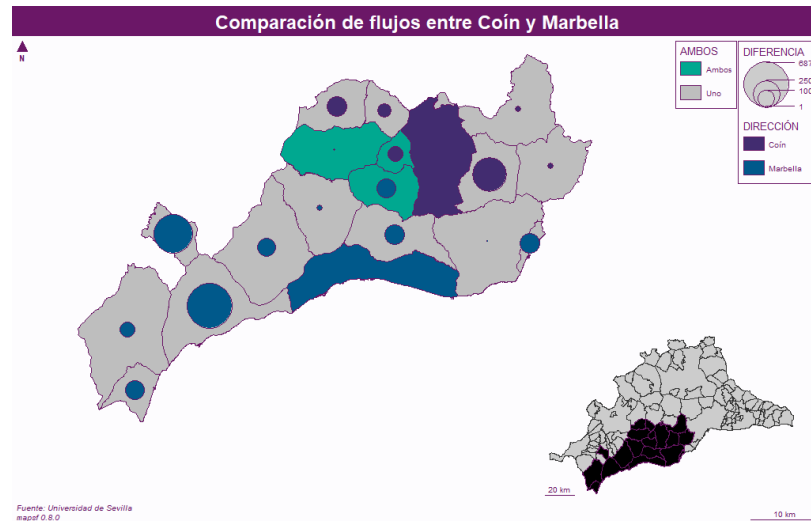 Comparación de flujos entre Coín y Marbella
N
AMBOS
Ambos
Uno
DIFERENCIA
687
250
100
1
DIRECCIÓN
Coín
Marbella
20 km
Fuente: Universidad de Sevilla
mapsf 0.8.0
10 km